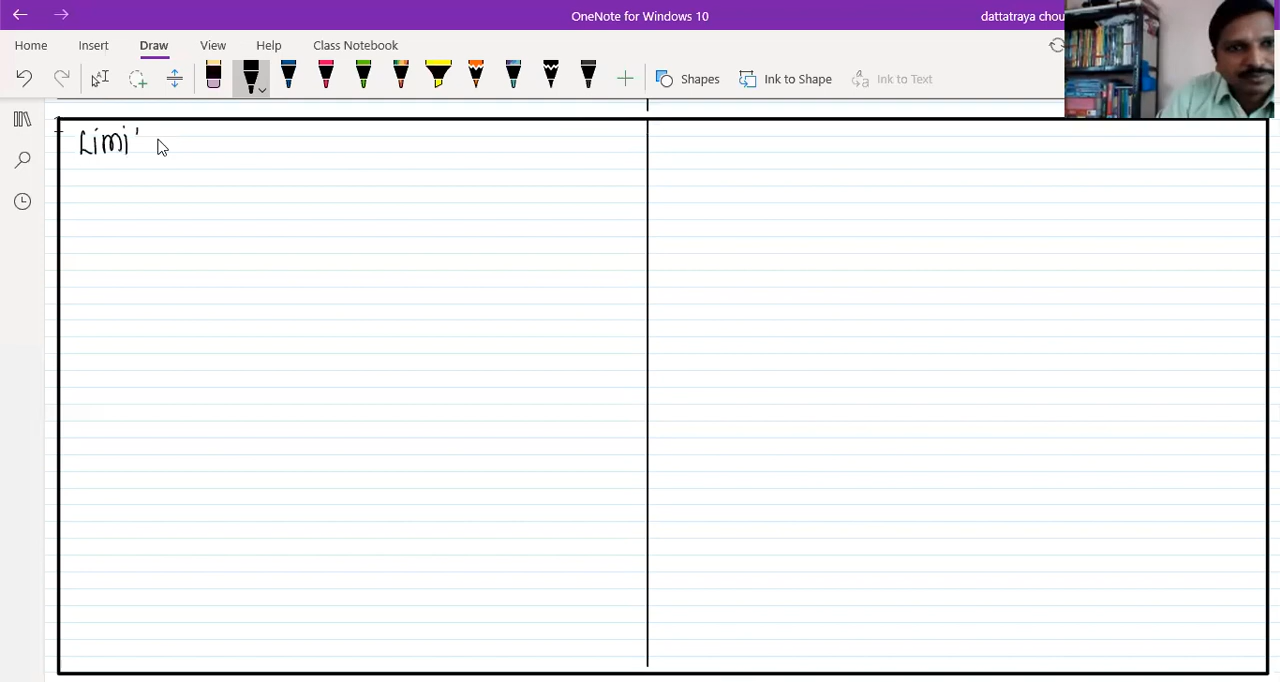 OneNote for Windows 10
dattatraya chou
Home Insert Draw View Help Class Notebook
Shapes Ink to Shape Ink to Text
Limi'